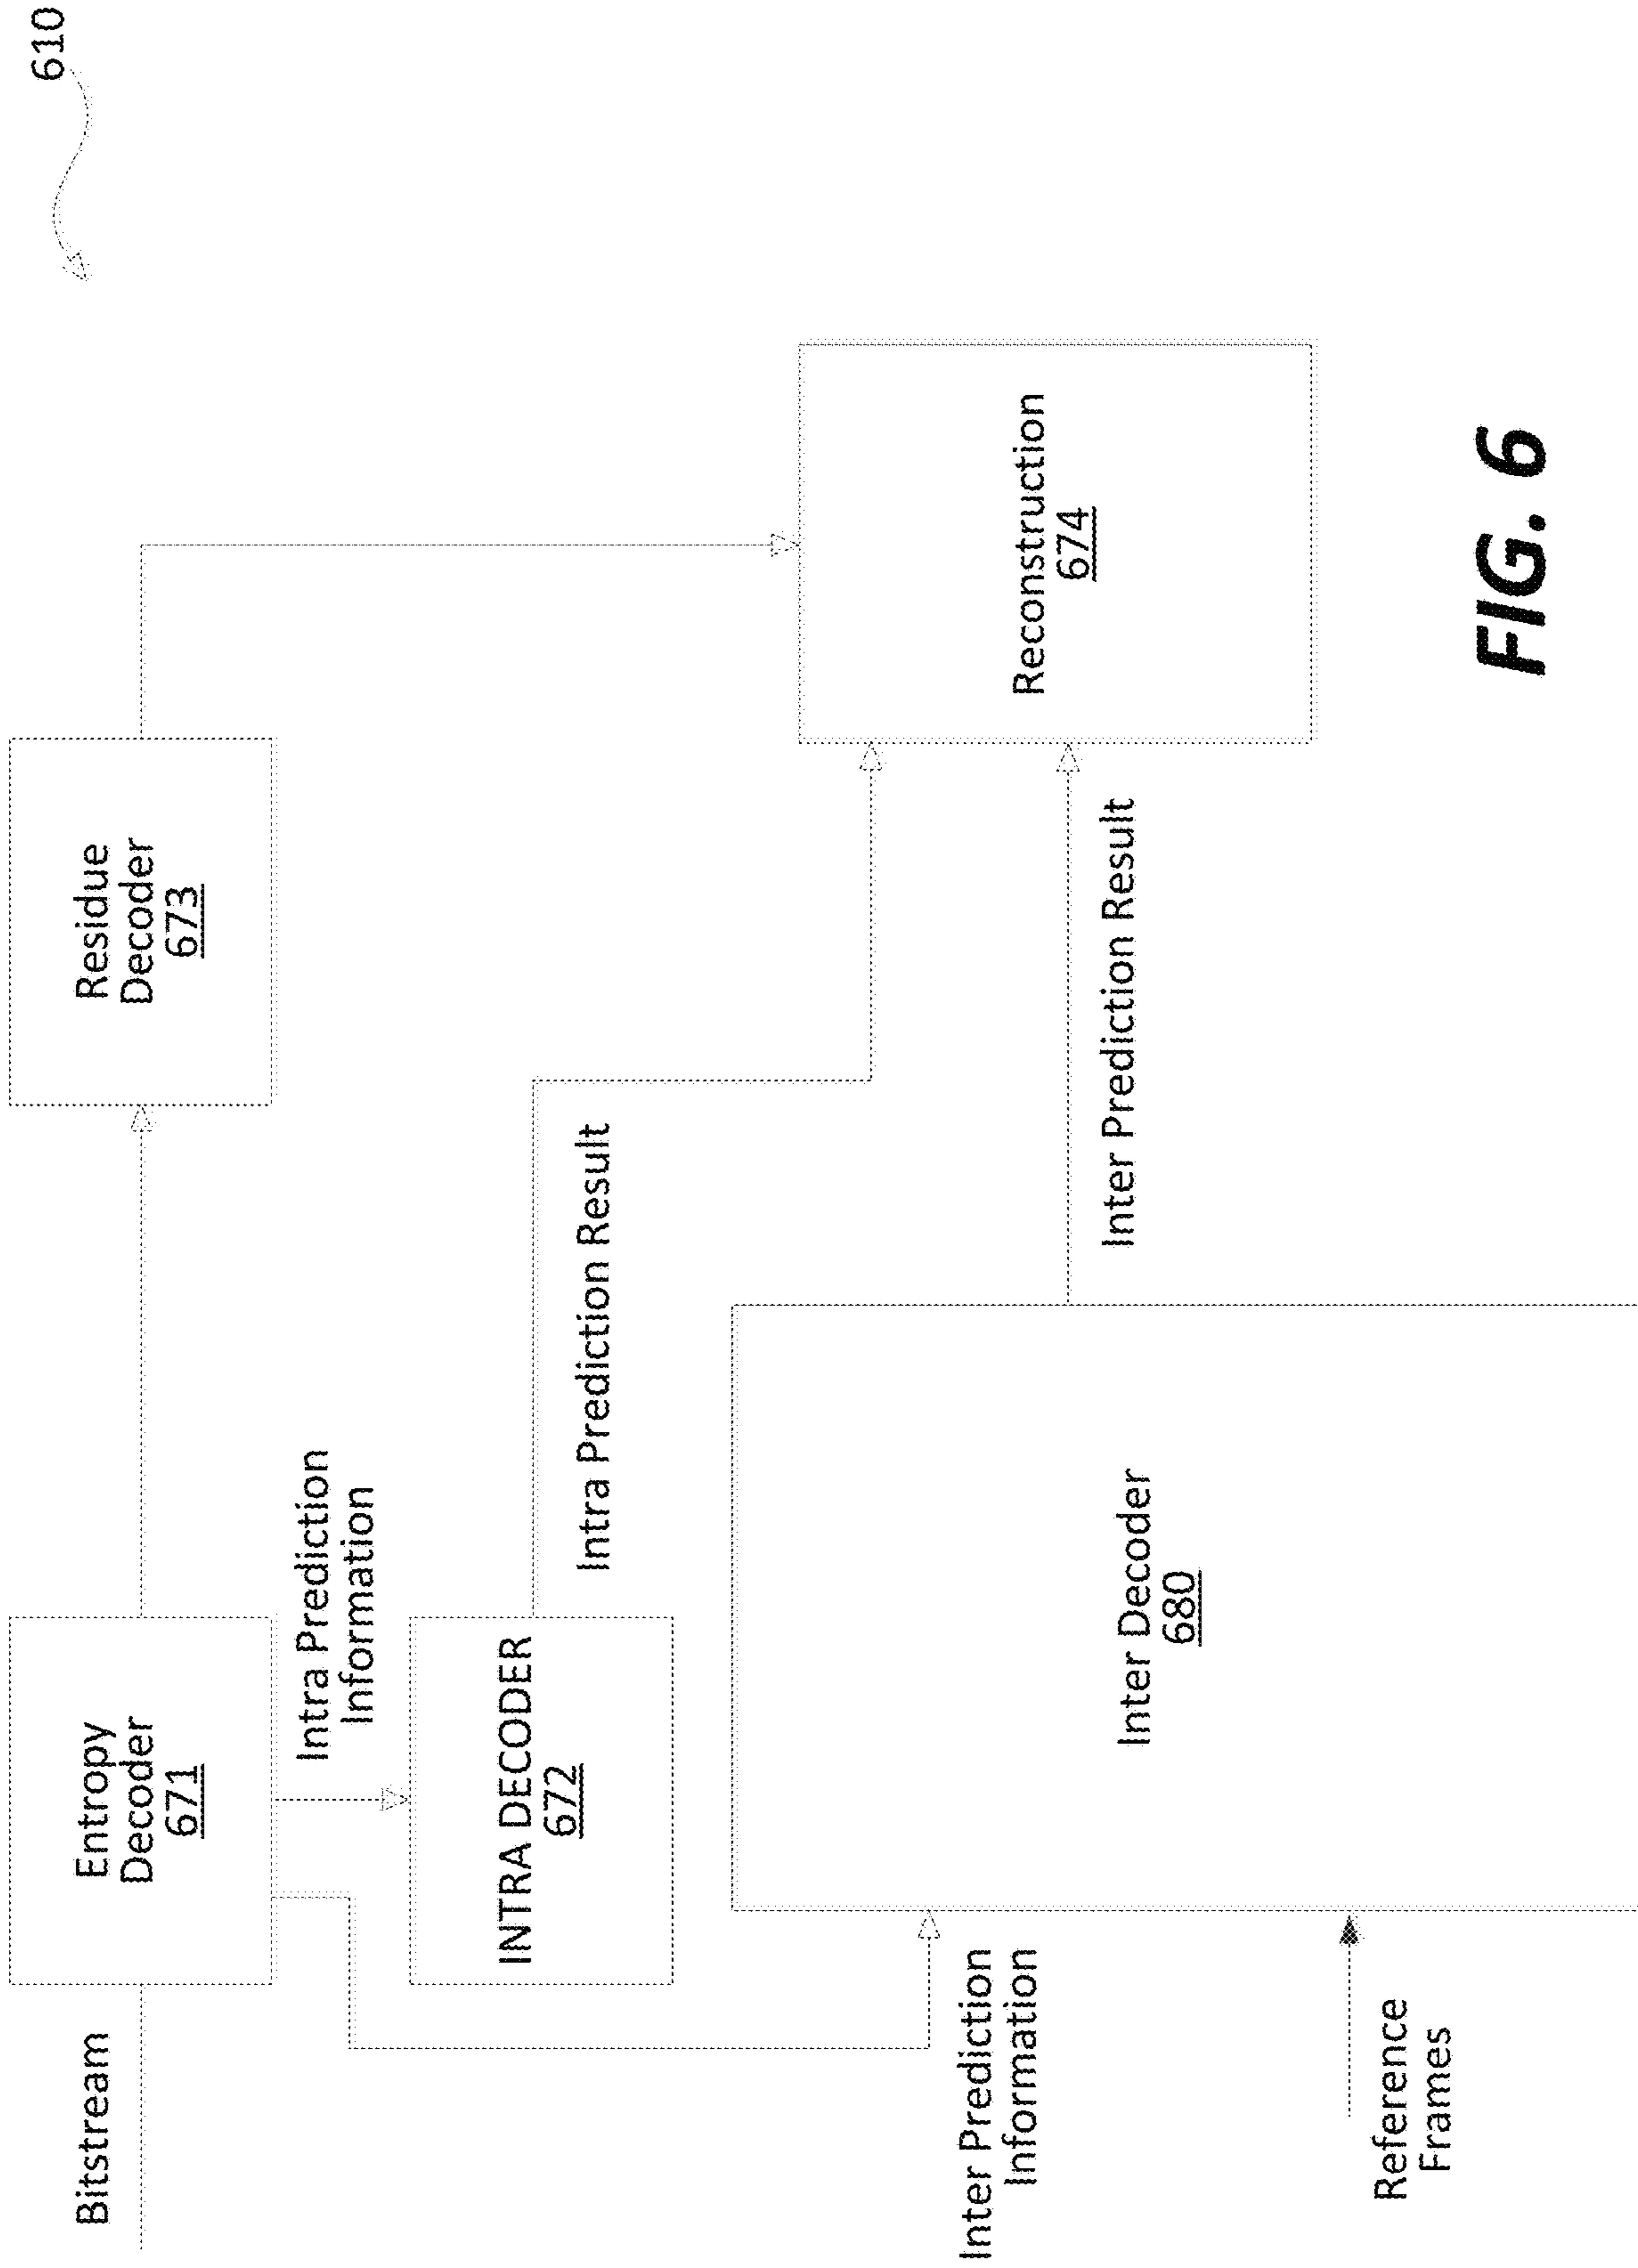 610
Bitstream
Entropy
Decoder
671
Residue
Decoder
673
Intra Prediction
Information
INTRA DECODER
672
Intra Prediction Result
Inter Prediction
Information
Inter Decoder
680
Inter Prediction Result
Reconstruction
674
Reference
Frames
FIG. 6